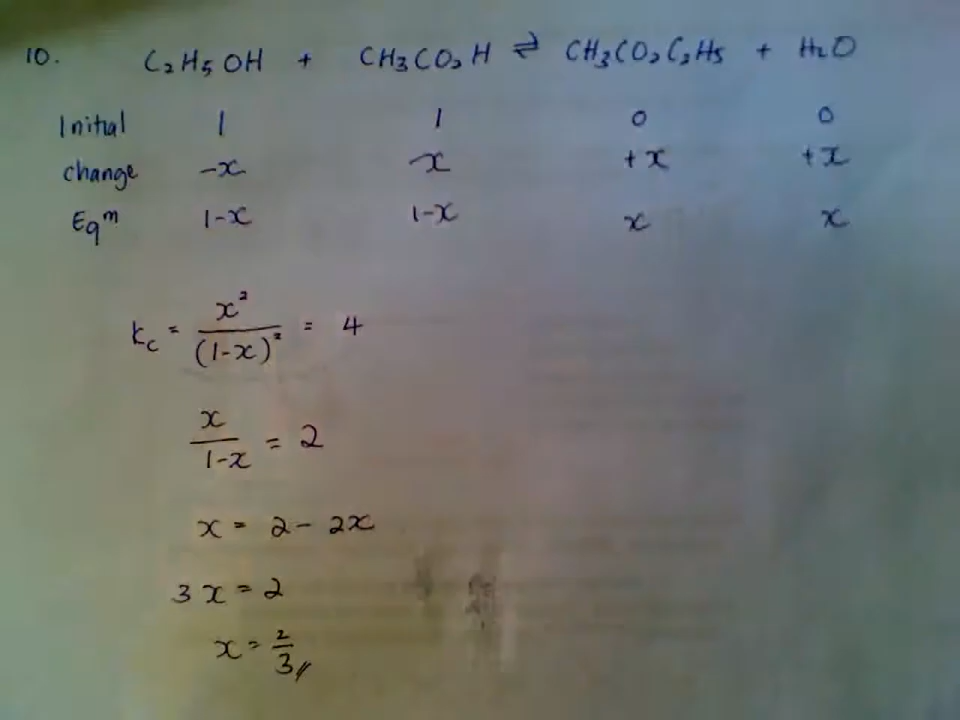 10. C₂H₅OH + CH₃CO₂H ⇌ CH₃CO₂C₂H₅ + H₂O
Initial 1 1 0 0
change -x -x +x +x
Eqᵐ 1-x 1-x x x
Kc = x²/(1-x)² = 4
x/(1-x) = 2
x = 2 - 2x
3x = 2
x = 2/3